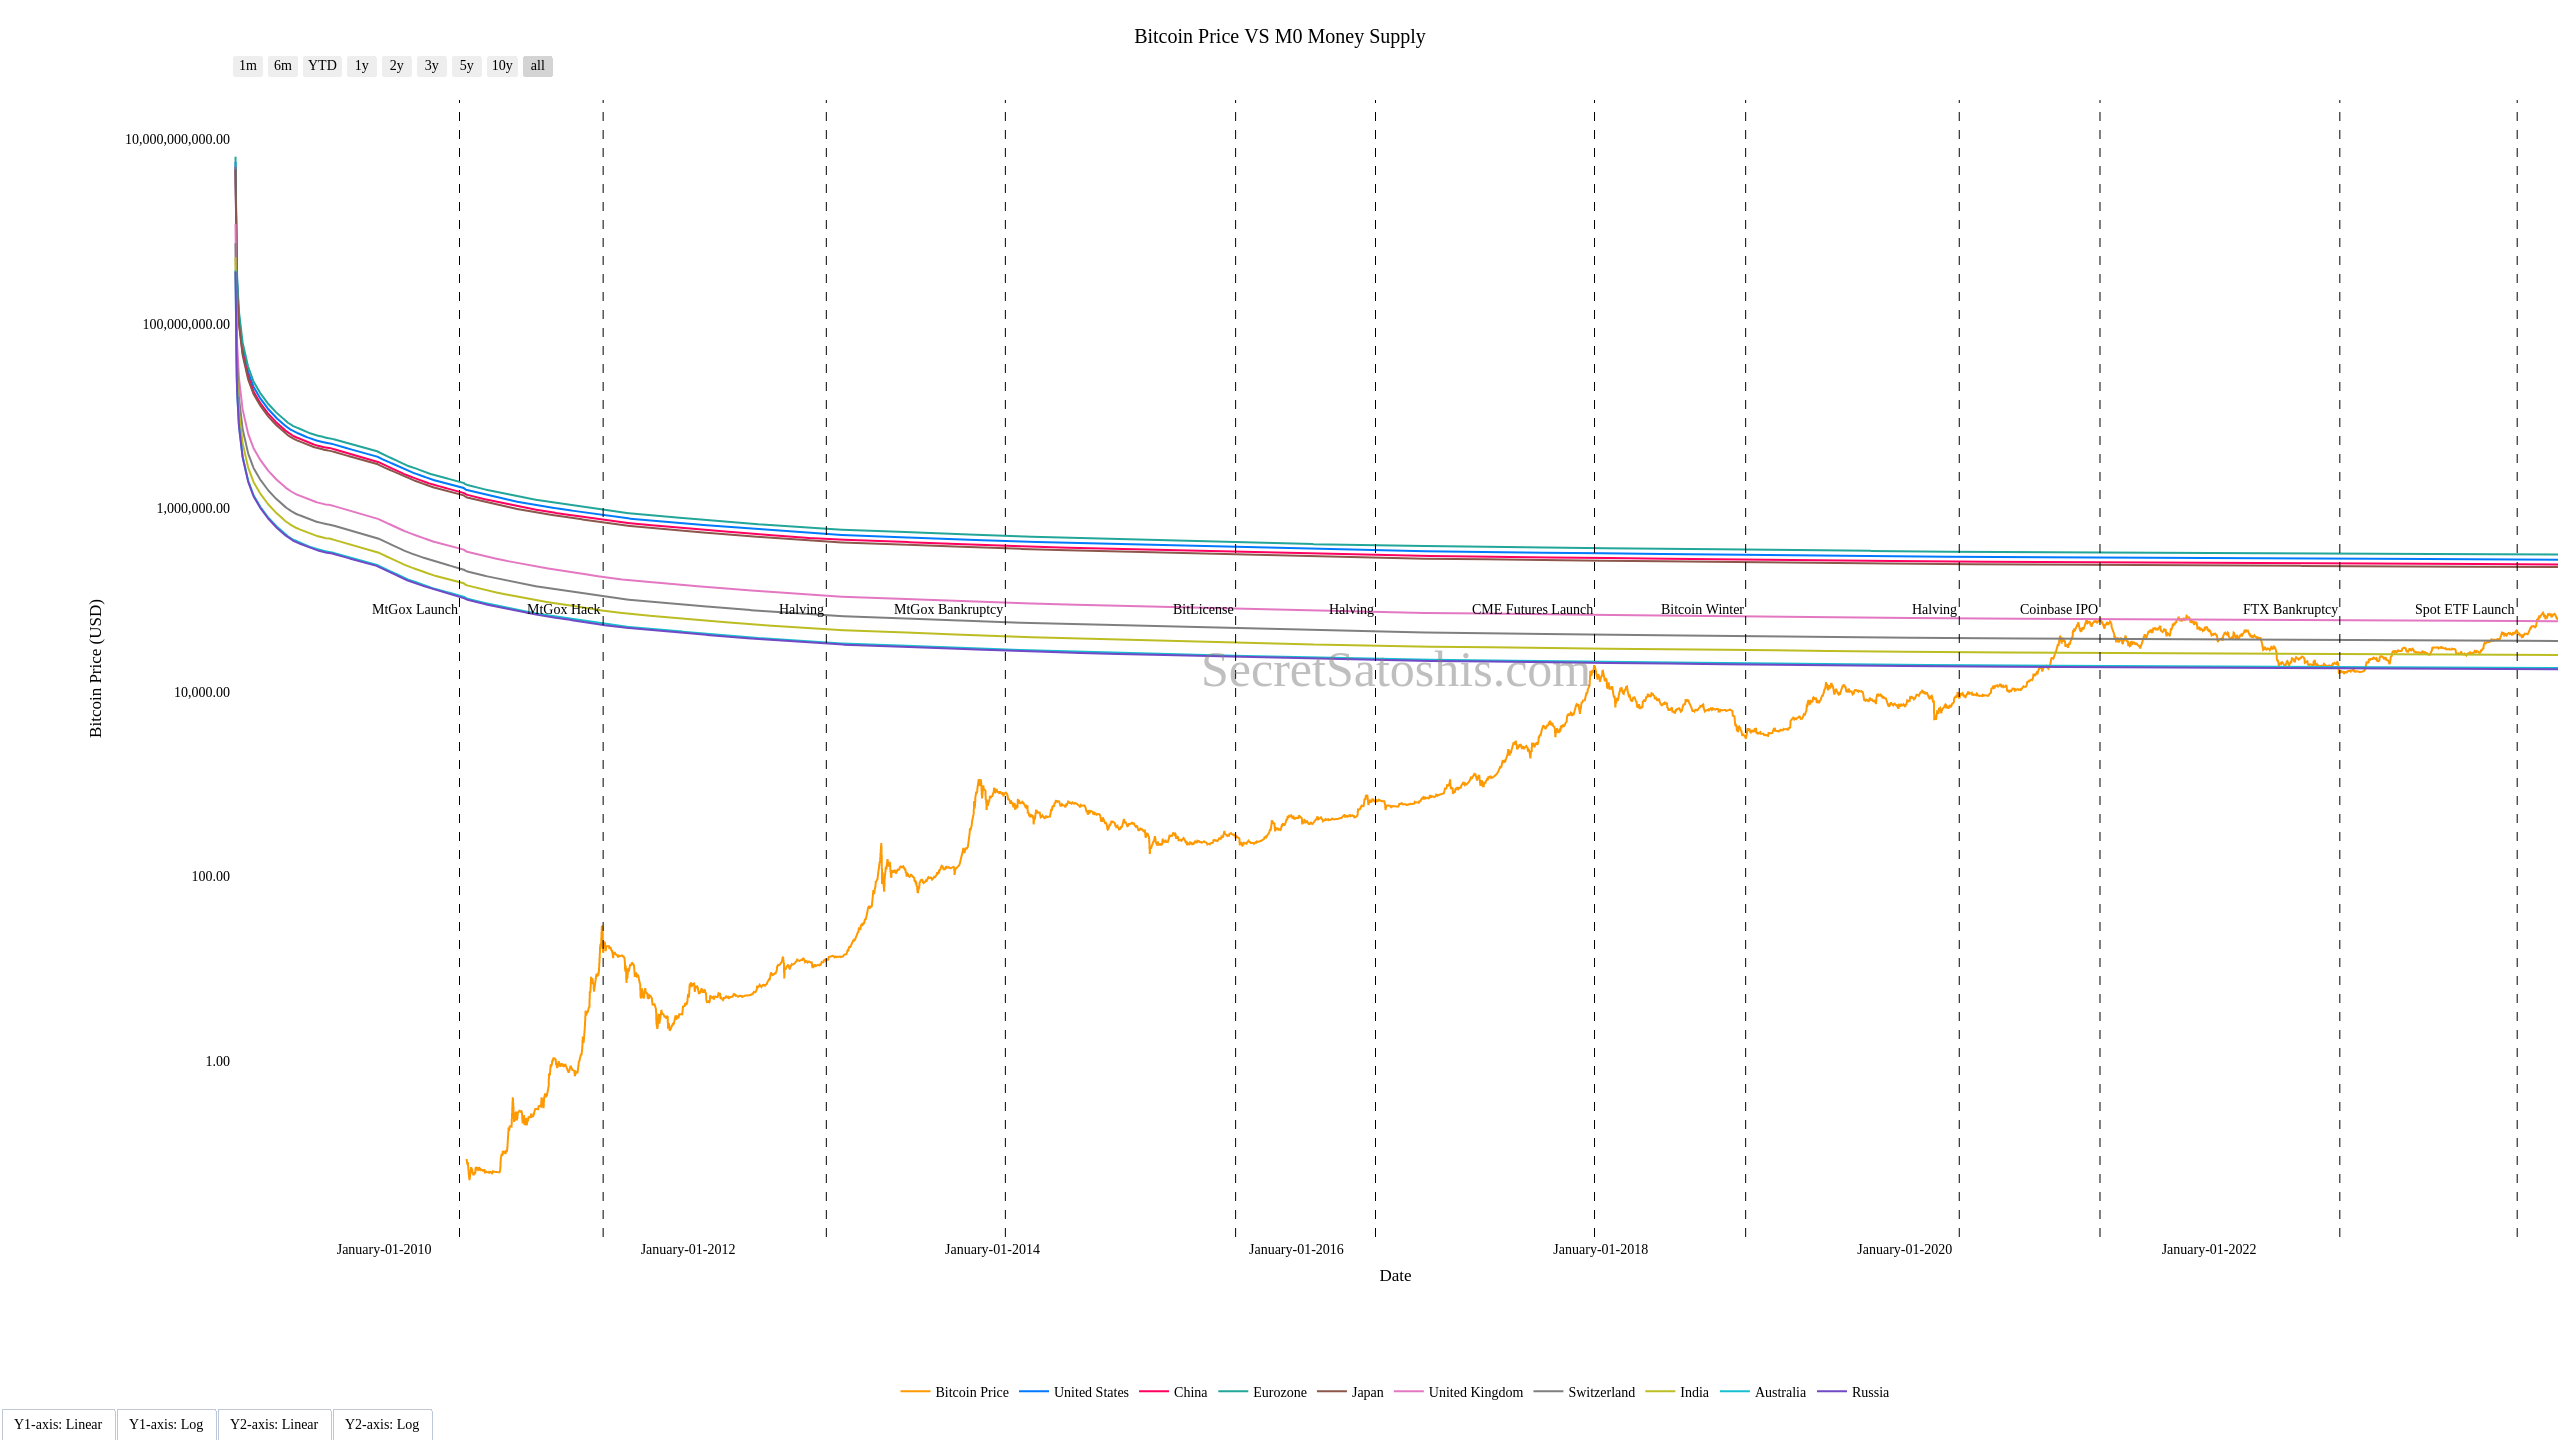 Bitcoin Price VS M0 Money Supply
1m 6m YTD 1y 2y 3y 5y 10y all
10,000,000,000.00
100,000,000.00
1,000,000.00
10,000.00
100.00
1.00
Bitcoin Price (USD)
MtGox Launch MtGox Hack Halving MtGox Bankruptcy BitLicense Halving CME Futures Launch Bitcoin Winter Halving Coinbase IPO FTX Bankruptcy Spot ETF Launch
SecretSatoshis.com
January-01-2010 January-01-2012 January-01-2014 January-01-2016 January-01-2018 January-01-2020 January-01-2022
Date
Bitcoin Price United States China Eurozone Japan United Kingdom Switzerland India Australia Russia
Y1-axis: Linear Y1-axis: Log Y2-axis: Linear Y2-axis: Log